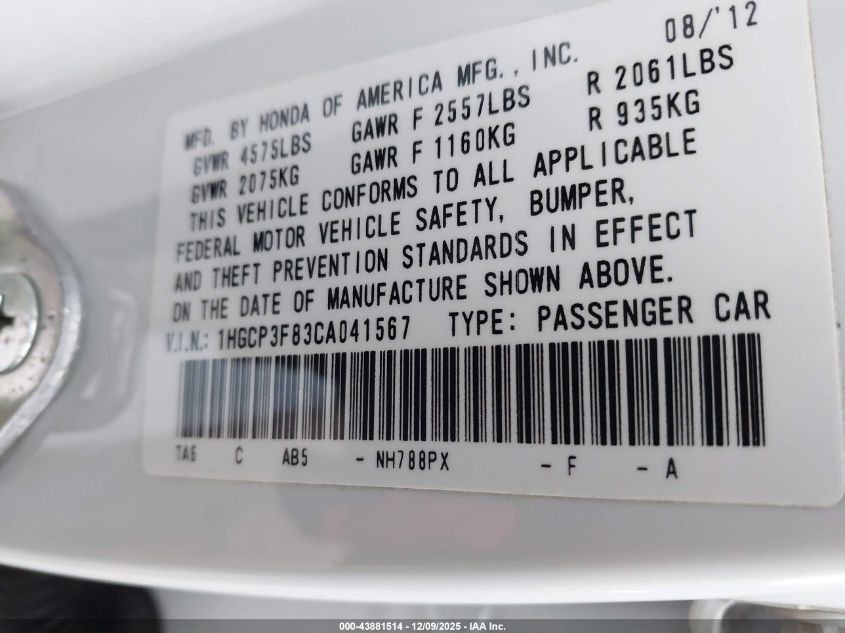 08/'12
MFD. BY HONDA OF AMERICA MFG., INC.
GVWR 4575LBS GAWR F 2557LBS R 2061LBS
GVWR 2075KG GAWR F 1160KG R 935KG
THIS VEHICLE CONFORMS TO ALL APPLICABLE
FEDERAL MOTOR VEHICLE SAFETY, BUMPER,
AND THEFT PREVENTION STANDARDS IN EFFECT
ON THE DATE OF MANUFACTURE SHOWN ABOVE.
V.I.N.: 1HGCP3F83CA041567 TYPE: PASSENGER CAR
TA6 C AB5 - NH788PX - F - A
000-43881514 - 12/09/2025 - IAA Inc.